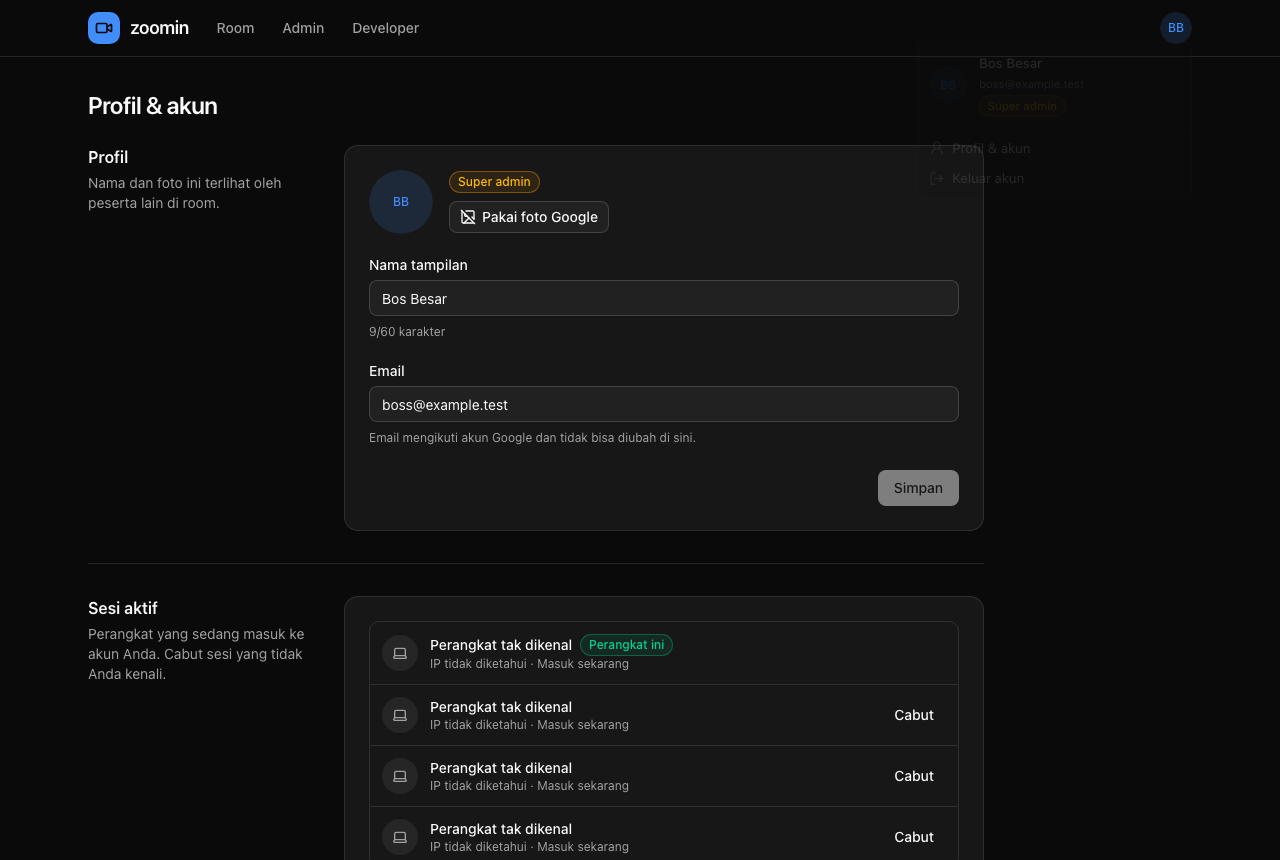 zoomin
Room
Admin
Developer
BB
Bos Besar
BB
boss@example.test
Super admin
Profil & akun
Keluar akun
Profil & akun
Profil
Nama dan foto ini terlihat oleh
peserta lain di room.
BB
Super admin
Pakai foto Google
Nama tampilan
Bos Besar
9/60 karakter
Email
boss@example.test
Email mengikuti akun Google dan tidak bisa diubah di sini.
Simpan
Sesi aktif
Perangkat yang sedang masuk ke
akun Anda. Cabut sesi yang tidak
Anda kenali.
Perangkat tak dikenal
Perangkat ini
IP tidak diketahui · Masuk sekarang
Perangkat tak dikenal
IP tidak diketahui · Masuk sekarang
Cabut
Perangkat tak dikenal
IP tidak diketahui · Masuk sekarang
Cabut
Perangkat tak dikenal
IP tidak diketahui · Masuk sekarang
Cabut